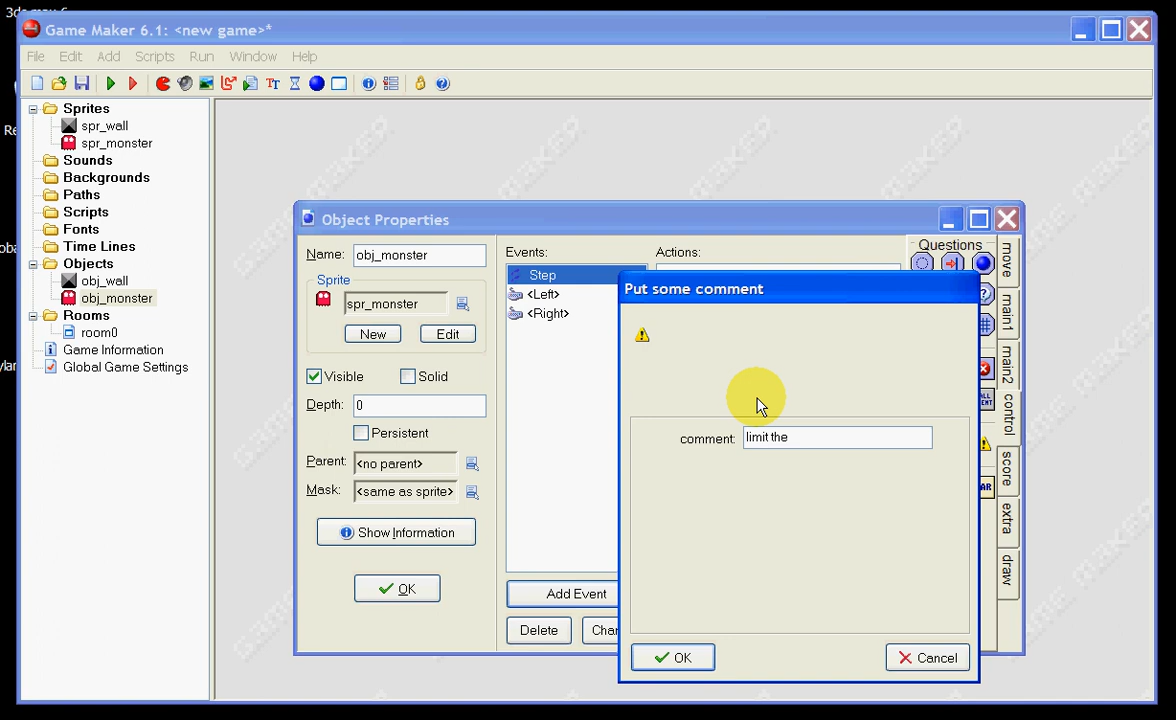 3ds max 6
Game Maker 6.1: <new game>*
File Edit Add Scripts Run Window Help
Sprites
spr_wall
spr_monster
Sounds
Backgrounds
Paths
Scripts
Fonts
Time Lines
Objects
obj_wall
obj_monster
Rooms
room0
Game Information
Global Game Settings
Object Properties
Name: obj_monster
Sprite
spr_monster
New Edit
Visible Solid
Depth: 0
Persistent
Parent: <no parent>
Mask: <same as sprite>
Show Information
OK
Events:
Step
<Left>
<Right>
Add Event
Delete
Actions:
Questions
move
main1
main2
control
score
extra
draw
Put some comment
comment: limit the
OK Cancel